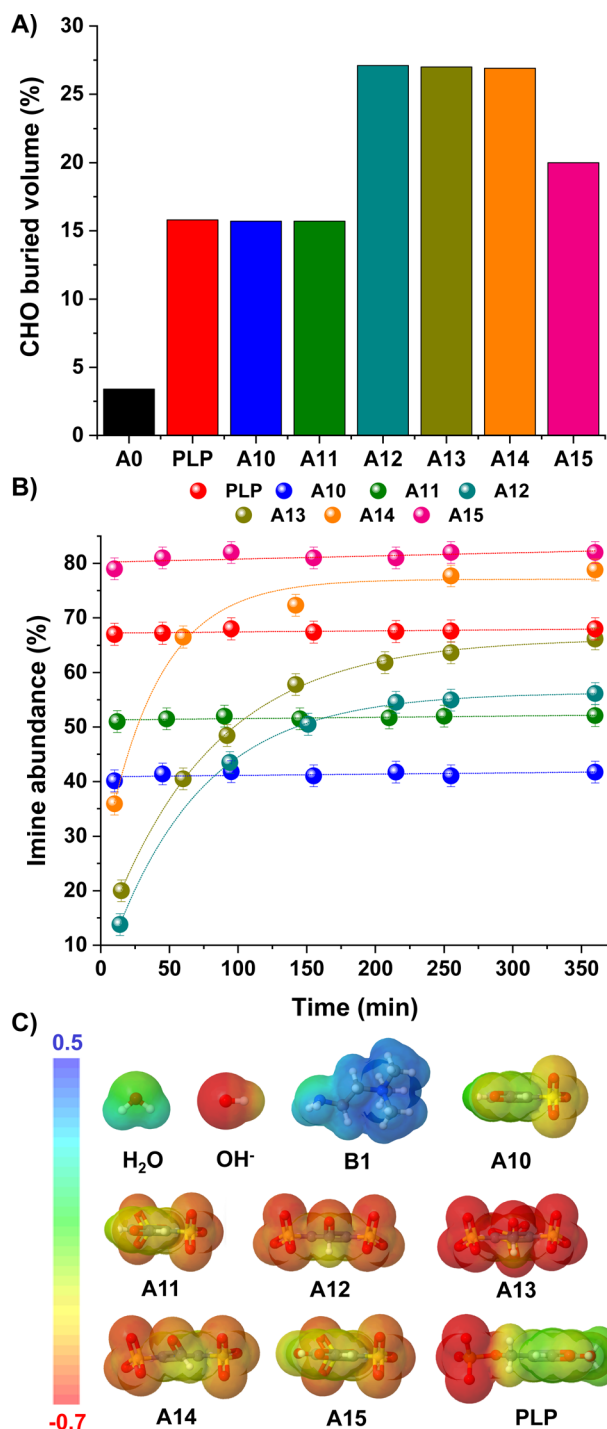 A)
CHO buried volume (%)
30
25
20
15
10
5
0
A0 PLP A10 A11 A12 A13 A14 A15
B)
PLP A10 A11 A12
A13 A14 A15
Imine abundance (%)
80
70
60
50
40
30
20
10
0 50 100 150 200 250 300 350
Time (min)
C)
0.5
-0.7
H₂O OH⁻ B1 A10
A11 A12 A13
A14 A15 PLP